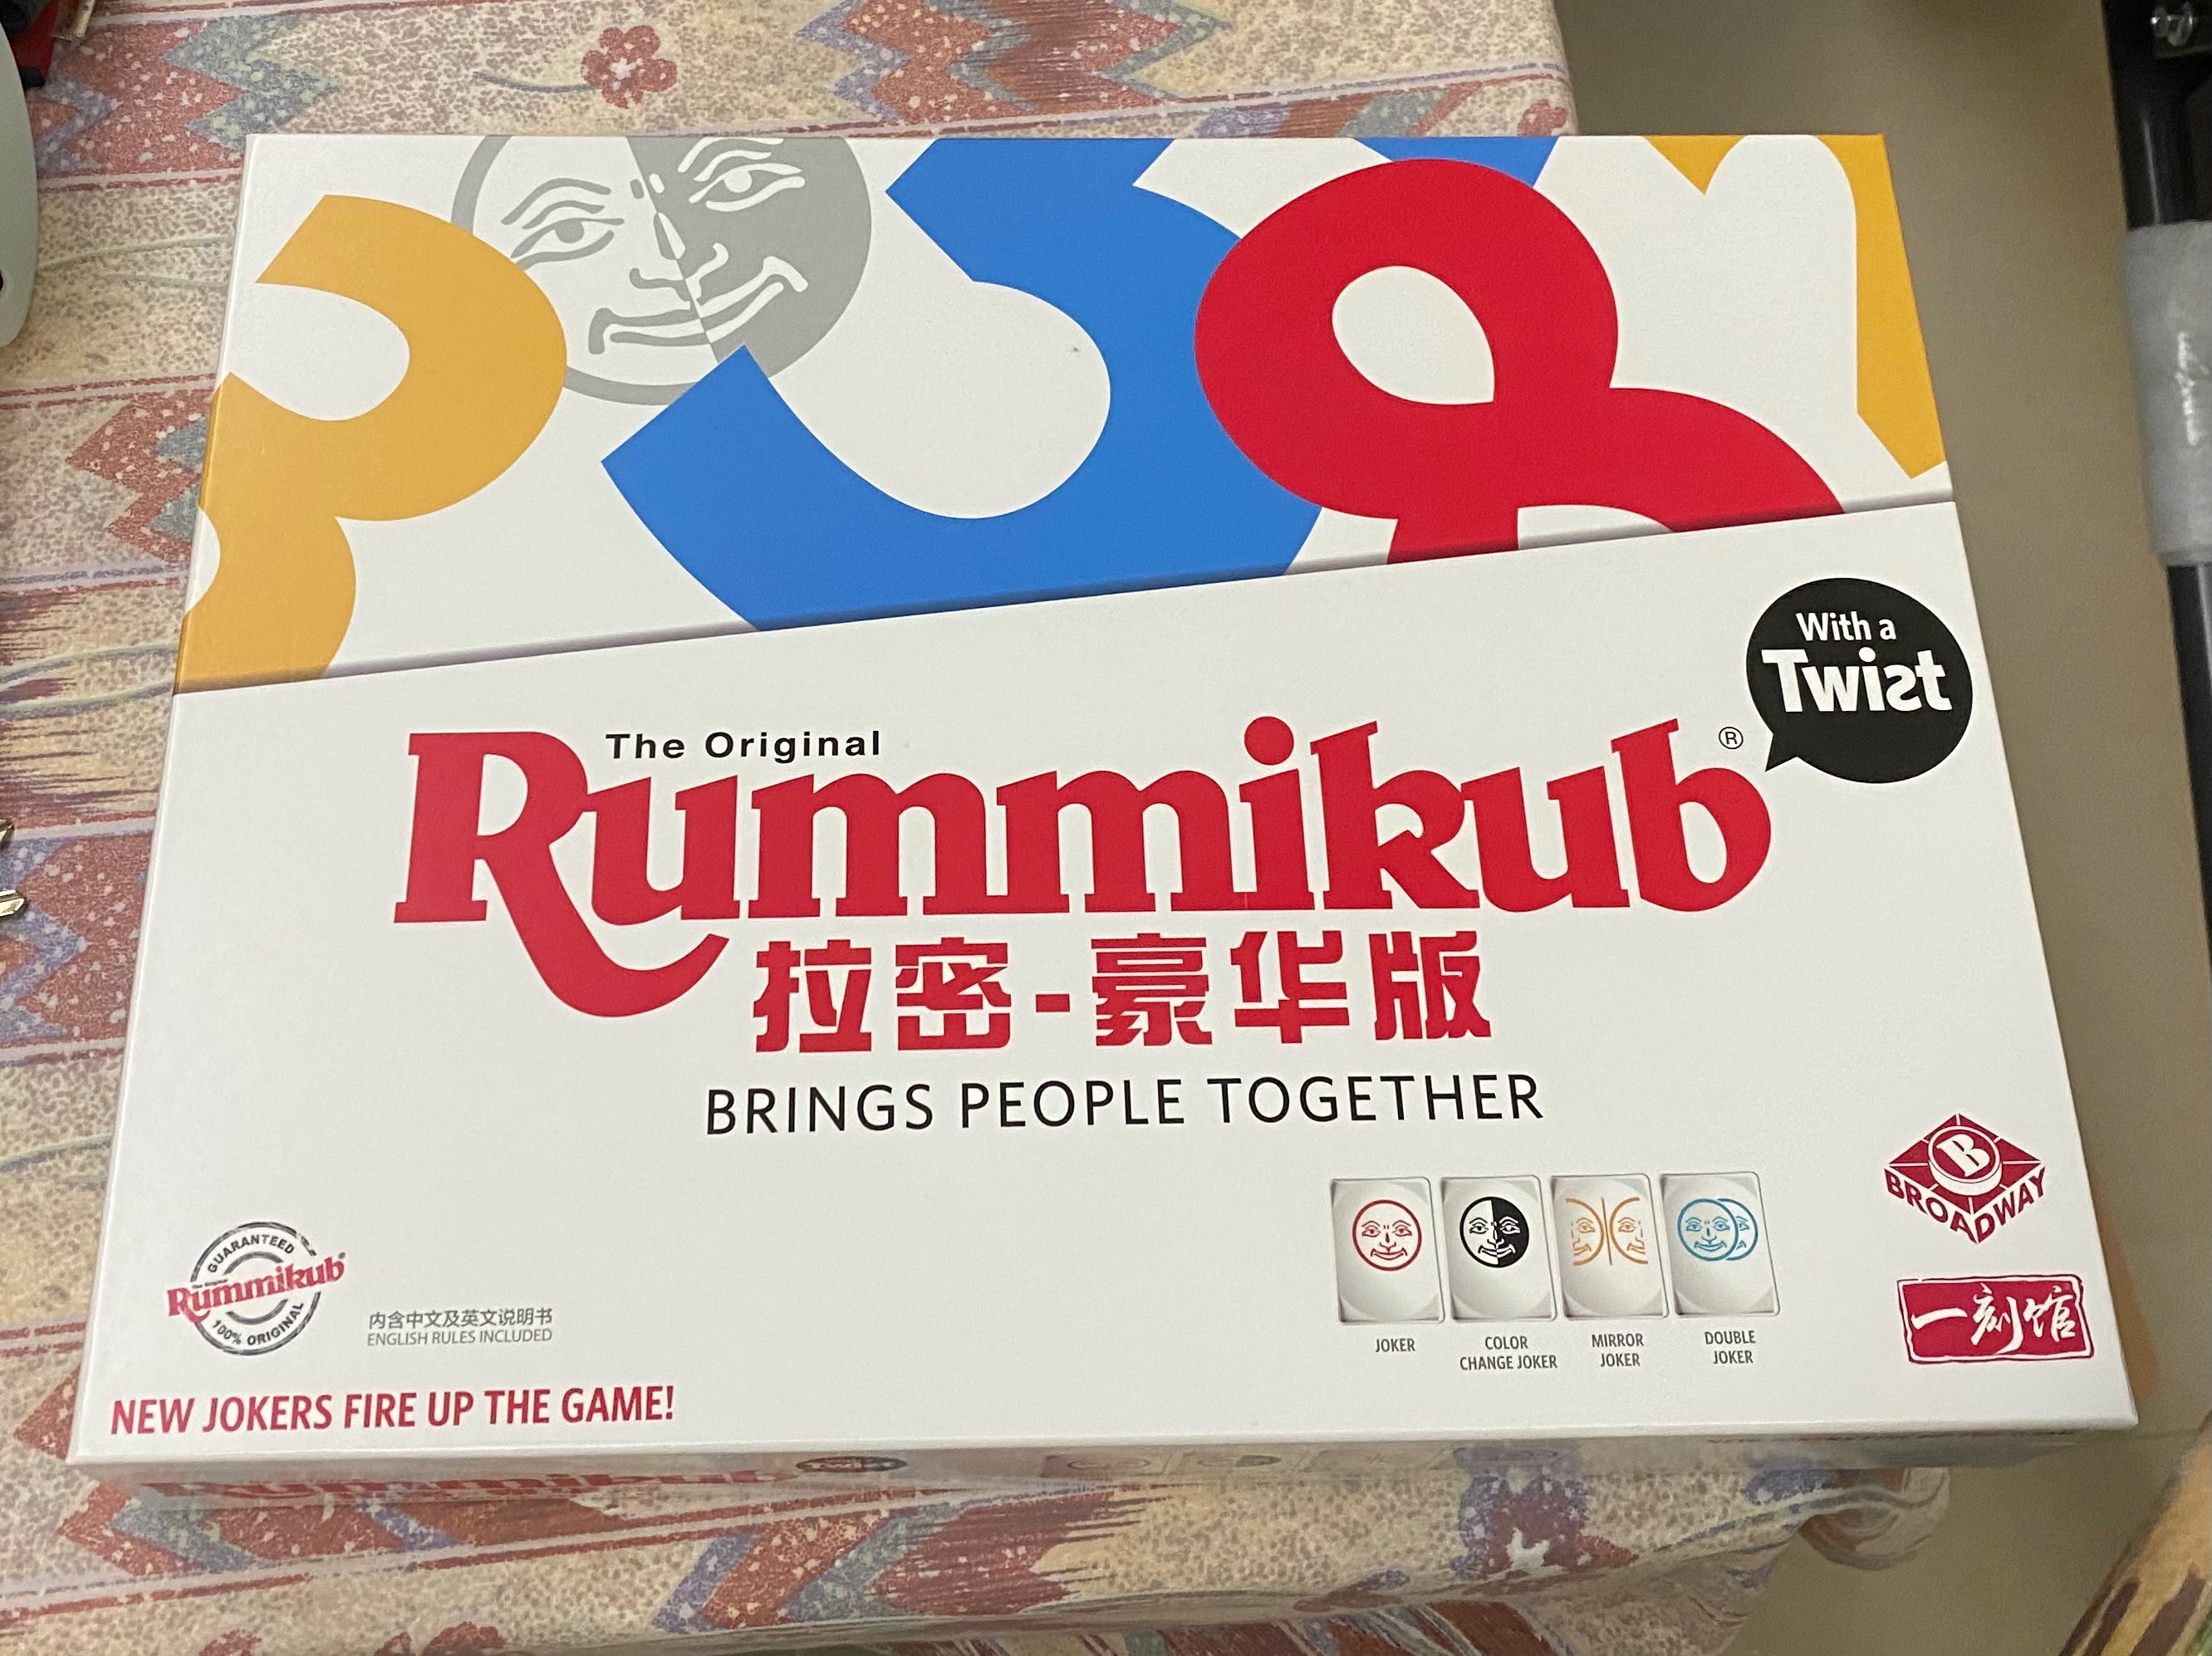 With a
Twist
The Original
Rummikub®
拉密-豪华版
BRINGS PEOPLE TOGETHER
B
BROADWAY
GUARANTEED
Rummikub®
100% ORIGINAL
内含中文及英文说明书
ENGLISH RULES INCLUDED
JOKER
COLOR
CHANGE JOKER
MIRROR
JOKER
DOUBLE
JOKER
一刻馆
NEW JOKERS FIRE UP THE GAME!
Rummikub